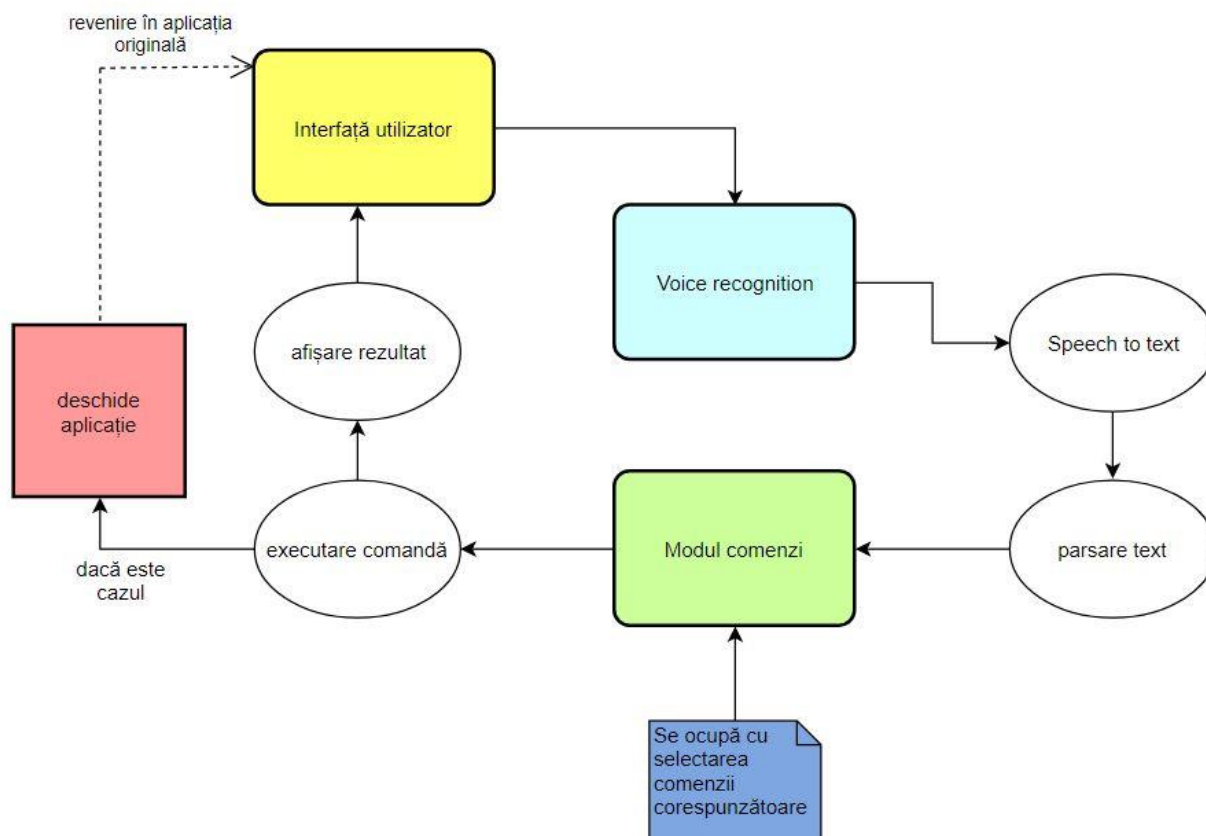 revenire în aplicația
originală
Interfață utilizator
Voice recognition
Speech to text
afișare rezultat
deschide
aplicație
executare comandă
Modul comenzi
parsare text
dacă este
cazul
Se ocupă cu
selectarea
comenzii
corespunzătoare